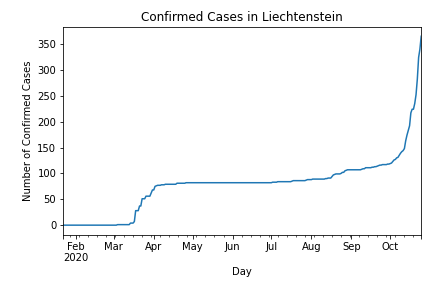 Confirmed Cases in Liechtenstein
Number of Confirmed Cases
350
300
250
200
150
100
50
0
Feb Mar Apr May Jun Jul Aug Sep Oct
2020
Day